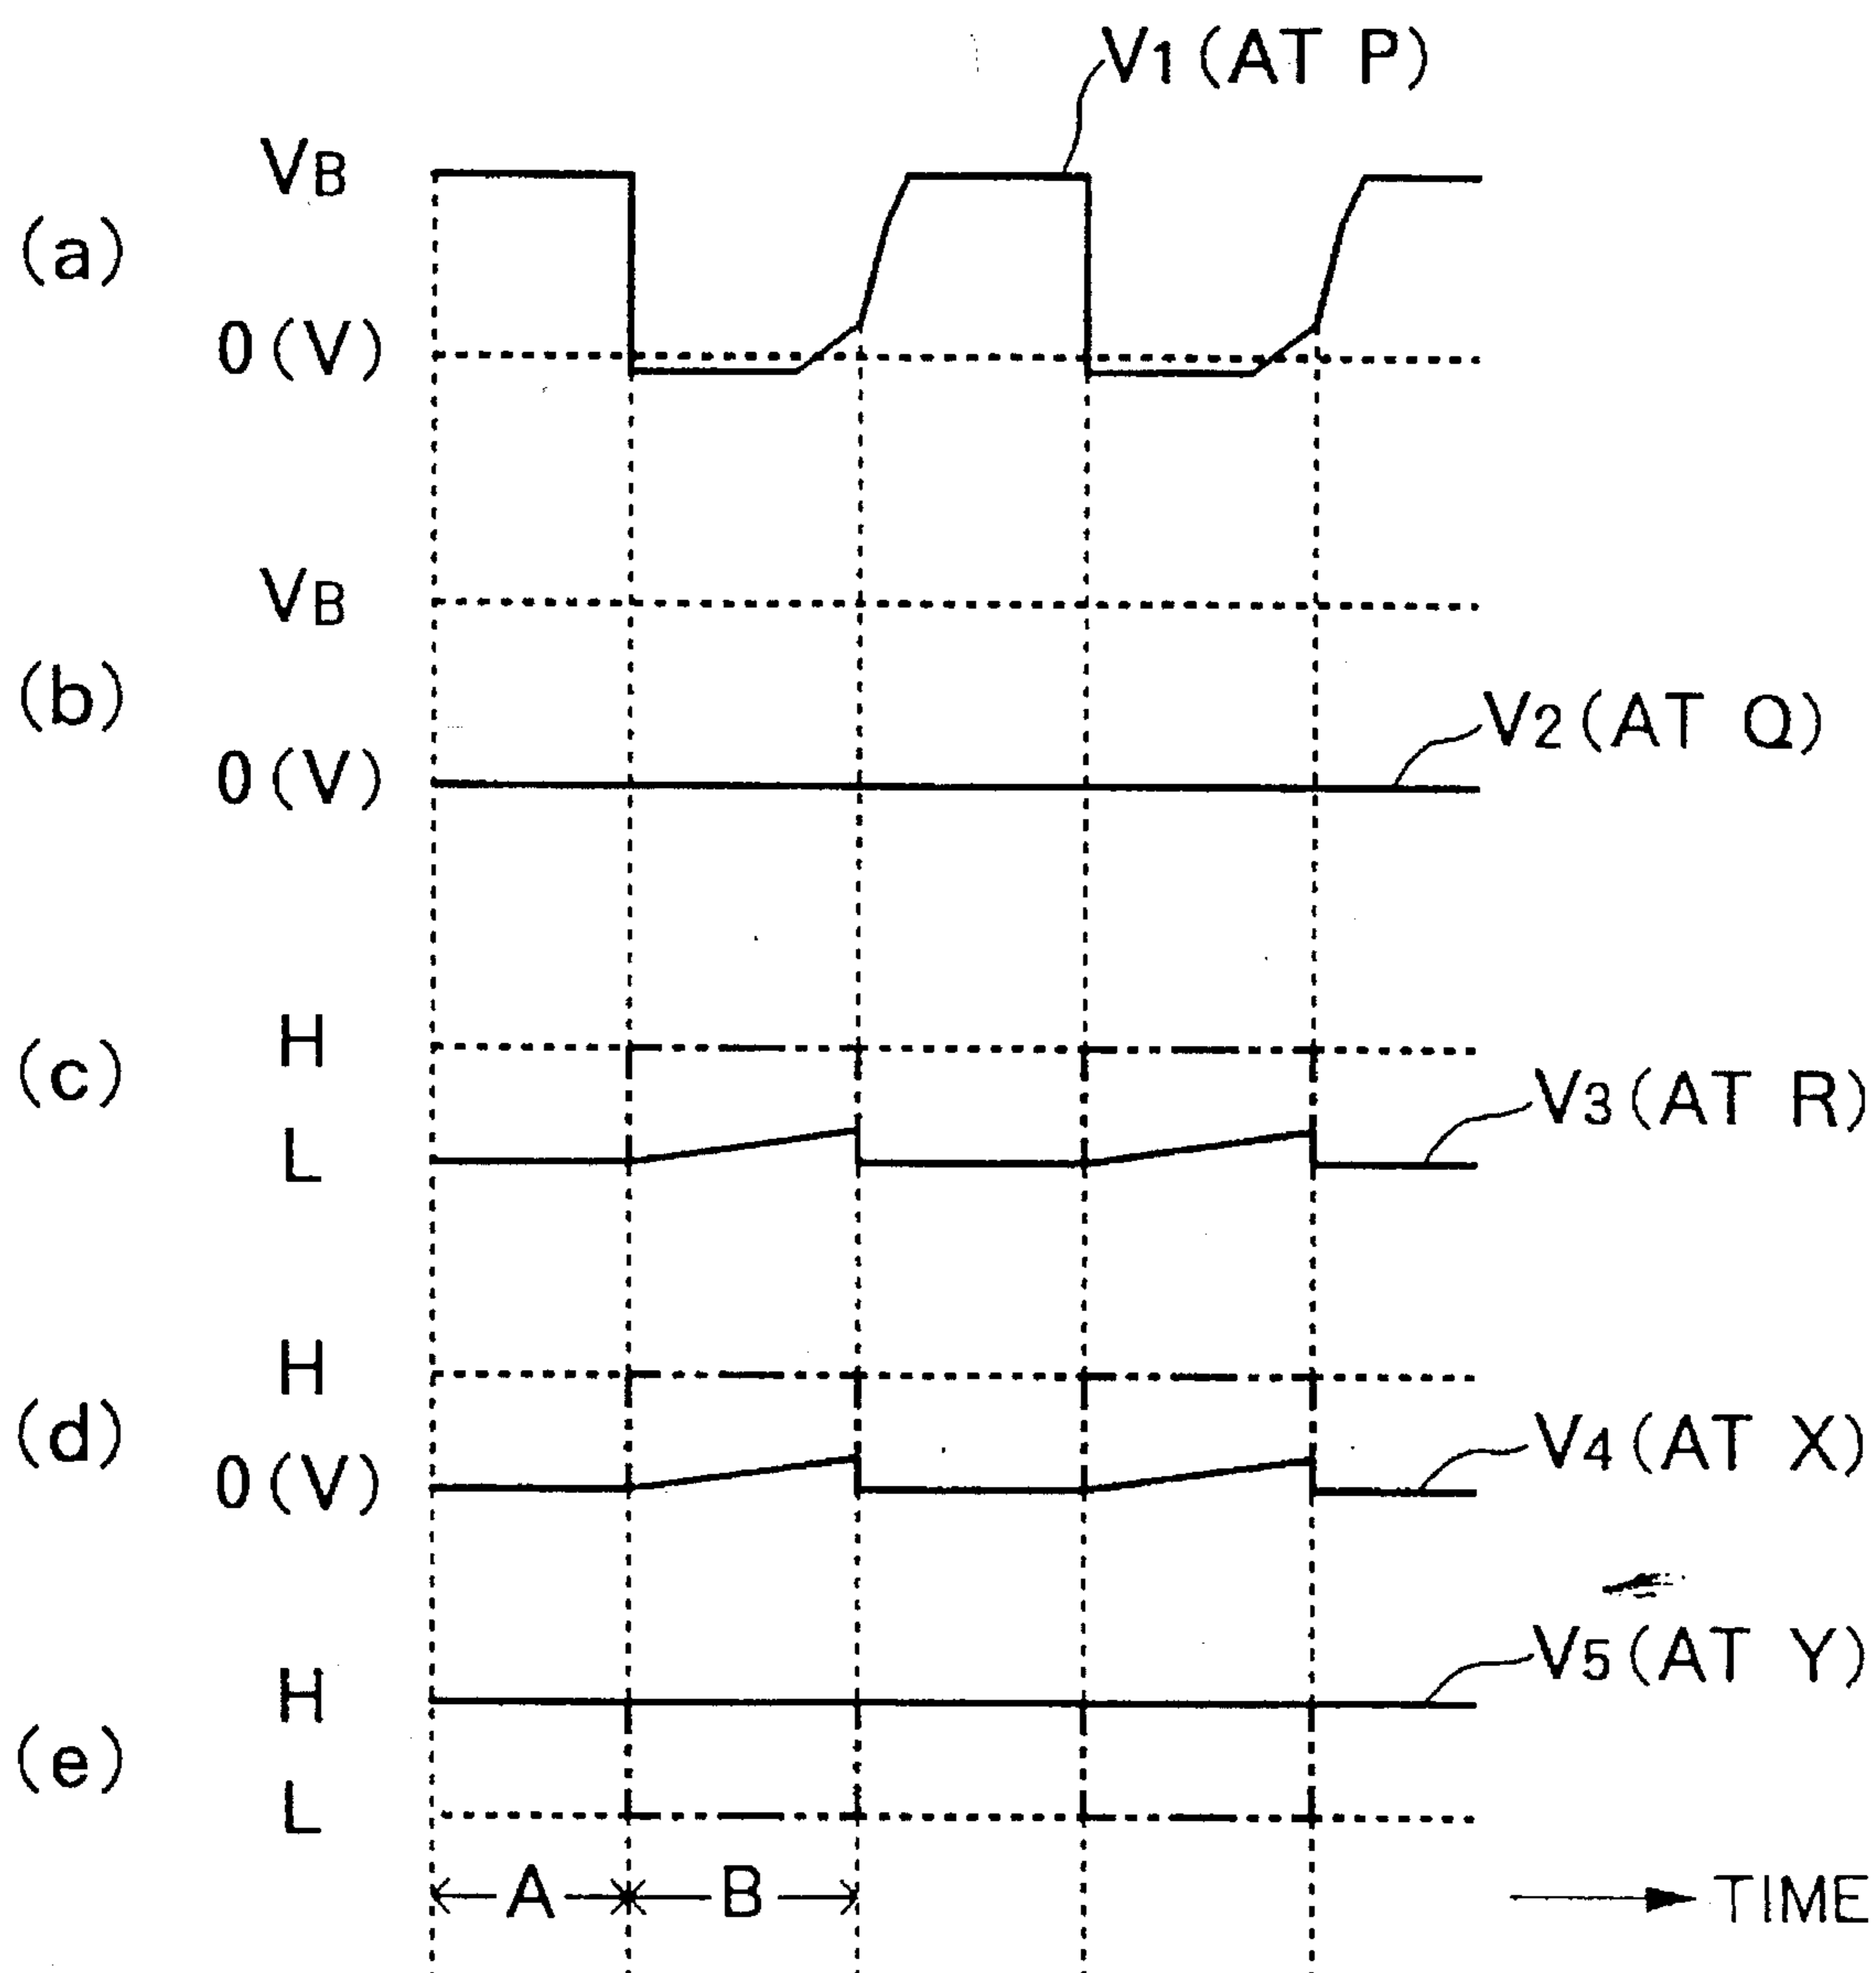 V1 (AT P)
VB
(a)
0 (V)
VB
(b)
V2 (AT Q)
0 (V)
H
(c)
V3 (AT R)
L
H
(d)
V4 (AT X)
0 (V)
V5 (AT Y)
H
(e)
L
A B
TIME